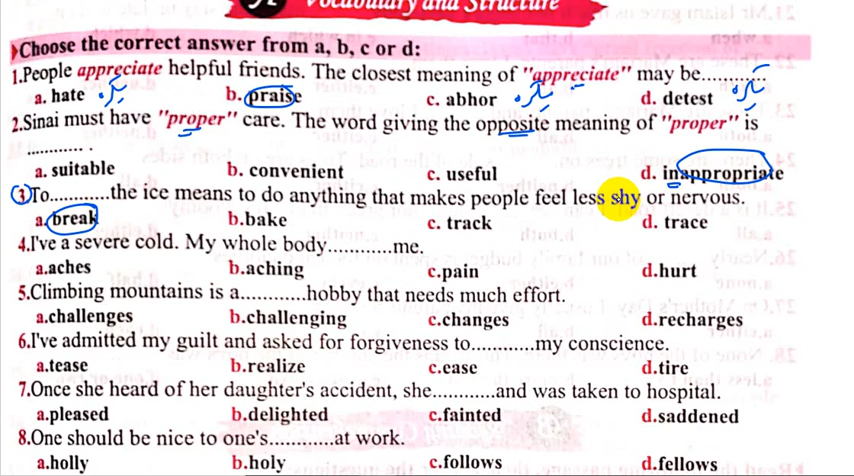 Vocabulary and Structure
Choose the correct answer from a, b, c or d:
1.People appreciate helpful friends. The closest meaning of "appreciate" may be............
a. hate يكره b. praise c. abhor يكره d. detest يكره
2.Sinai must have "proper" care. The word giving the opposite meaning of "proper" is
............ .
a. suitable b. convenient c. useful d. inappropriate
3.To............the ice means to do anything that makes people feel less shy or nervous.
a.break b.bake c. track d. trace
4.I've a severe cold. My whole body............me.
a.aches b.aching c.pain d.hurt
5.Climbing mountains is a............hobby that needs much effort.
a.challenges b.challenging c.changes d.recharges
6.I've admitted my guilt and asked for forgiveness to............my conscience.
a.tease b.realize c.ease d.tire
7.Once she heard of her daughter's accident, she............and was taken to hospital.
a.pleased b.delighted c.fainted d.saddened
8.One should be nice to one's............at work.
a.holly b.holy c.follows d.fellows